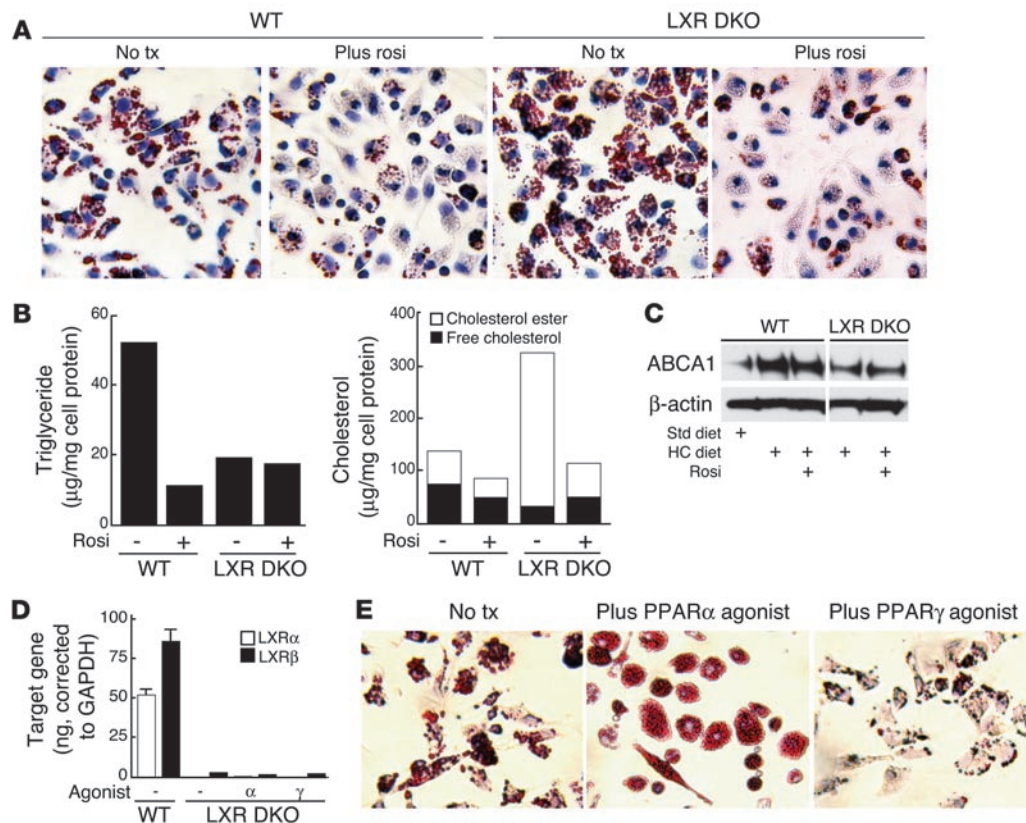 A
WT
LXR DKO
No tx
Plus rosi
No tx
Plus rosi
B
Triglyceride
(μg/mg cell protein)
60
40
20
0
Rosi
-
+
-
+
WT
LXR DKO
Cholesterol
(μg/mg cell protein)
400
300
200
100
0
Cholesterol ester
Free cholesterol
Rosi
-
+
-
+
WT
LXR DKO
C
WT
LXR DKO
ABCA1
β-actin
Std diet +
HC diet + + + +
Rosi + +
D
Target gene
(ng, corrected
to GAPDH)
100
75
50
25
0
LXRα
LXRβ
Agonist - - α γ
WT
LXR DKO
E
No tx
Plus PPARα agonist
Plus PPARγ agonist